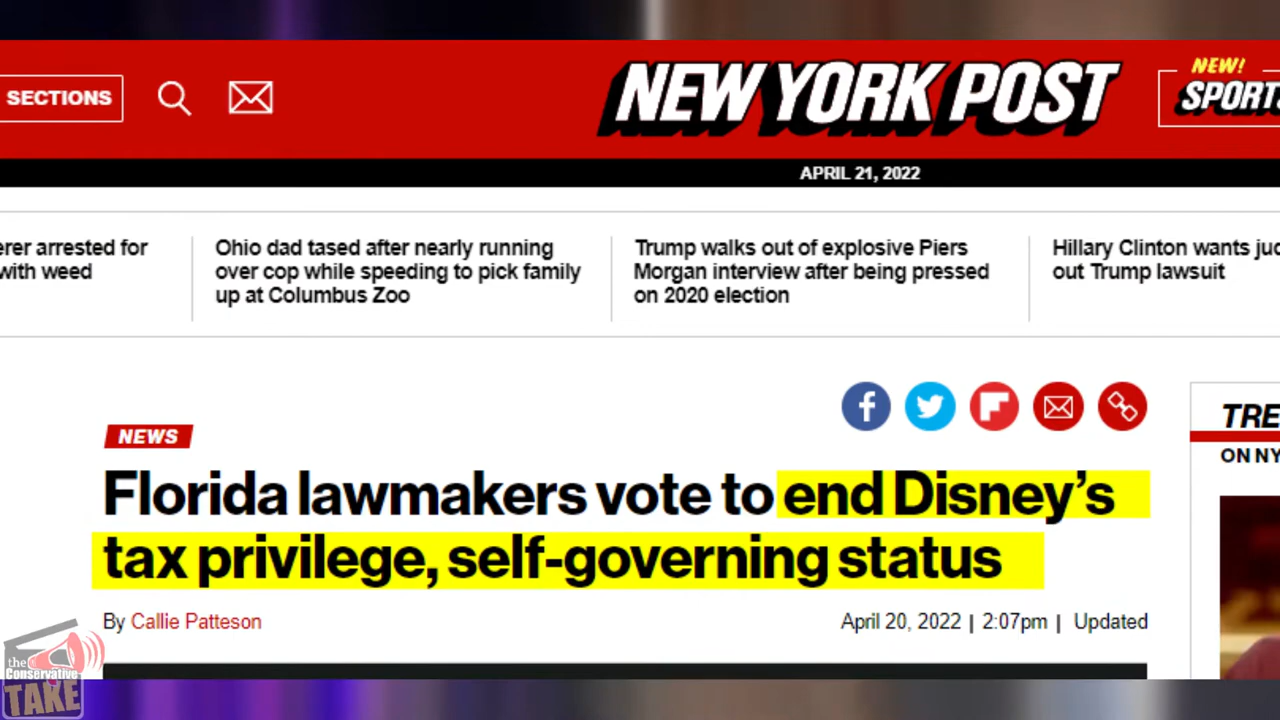 SECTIONS
NEW YORK POST
NEW!
SPORTS
APRIL 21, 2022
arrested for
with weed
Ohio dad tased after nearly running
over cop while speeding to pick family
up at Columbus Zoo
Trump walks out of explosive Piers
Morgan interview after being pressed
on 2020 election
Hillary Clinton wants
out Trump lawsuit
NEWS
Florida lawmakers vote to end Disney's
tax privilege, self-governing status
By Callie Patteson
April 20, 2022 | 2:07pm | Updated
ON
the
Conservative
TAKE